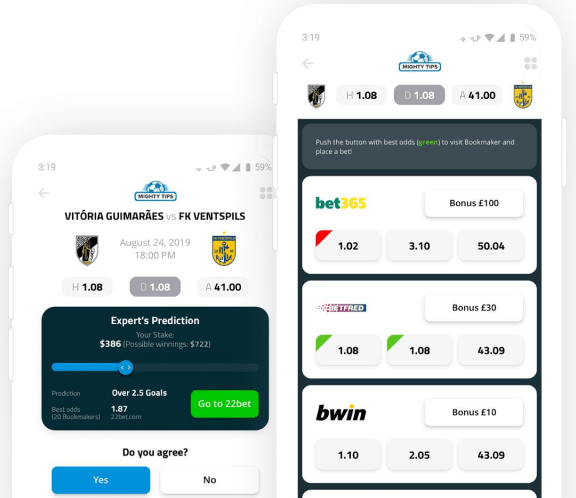 3:19
59%
MIGHTY TIPS
VITÓRIA GUIMARÃES VS FK VENTSPILS
August 24, 2019
18:00 PM
H 1.08
D 1.08
A 41.00
Expert's Prediction
Your Stake:
$386 (Possible winnings: $722)
Prediction
Over 2.5 Goals
Best odds
(20 Bookmakers)
1.87
22bet.com
Go to 22bet
Do you agree?
Yes
No
3:19
59%
MIGHTY TIPS
H 1.08
D 1.08
A 41.00
Push the button with best odds (green) to visit Bookmaker and
place a bet!
bet365
Bonus £100
1.02
3.10
50.04
BETFRED
Bonus £30
1.08
1.08
43.09
bwin
Bonus £10
1.10
2.05
43.09